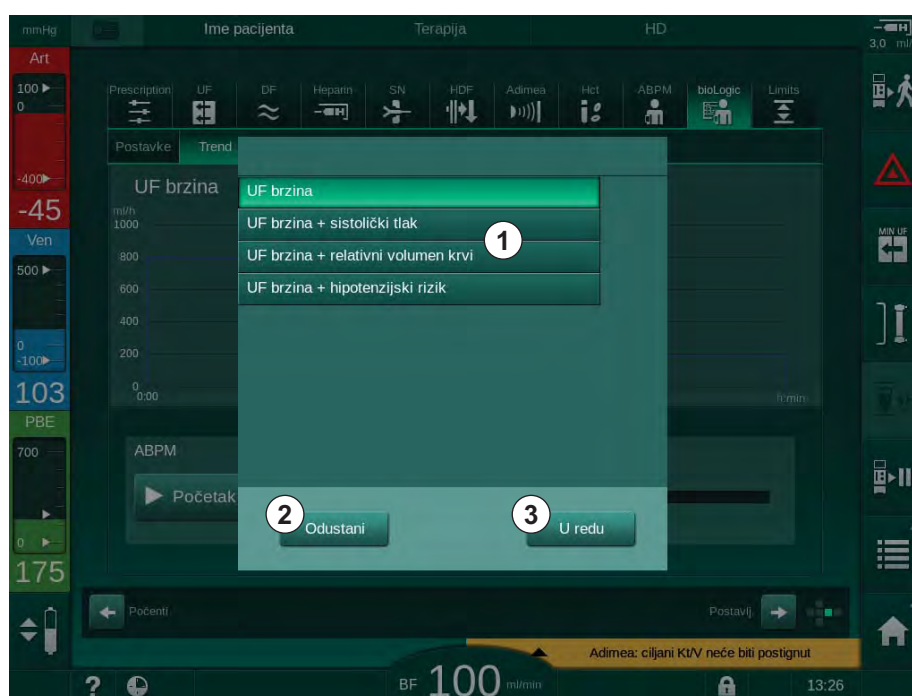 mmHg Ime pacijenta Terapija HD
3,0 ml/
Art
100
0
-400
-45
Ven
500
0
-100
103
PBE
700
0
175
Prescription UF DF Heparin SN HDF Adimea Hct ABPM bioLogic Limits
Postavke Trend
UF brzina
ml/h
1000
800
600
400
200
0
0:00 h:min
UF brzina
UF brzina + sistolički tlak
UF brzina + relativni volumen krvi
UF brzina + hipotenzijski rizik
1
ABPM
Početak
2 Odustani
3 U redu
MIN UF
Počenti Postavlj.
Adimea: ciljani Kt/V neće biti postignut
? BF 100 ml/min 13:26